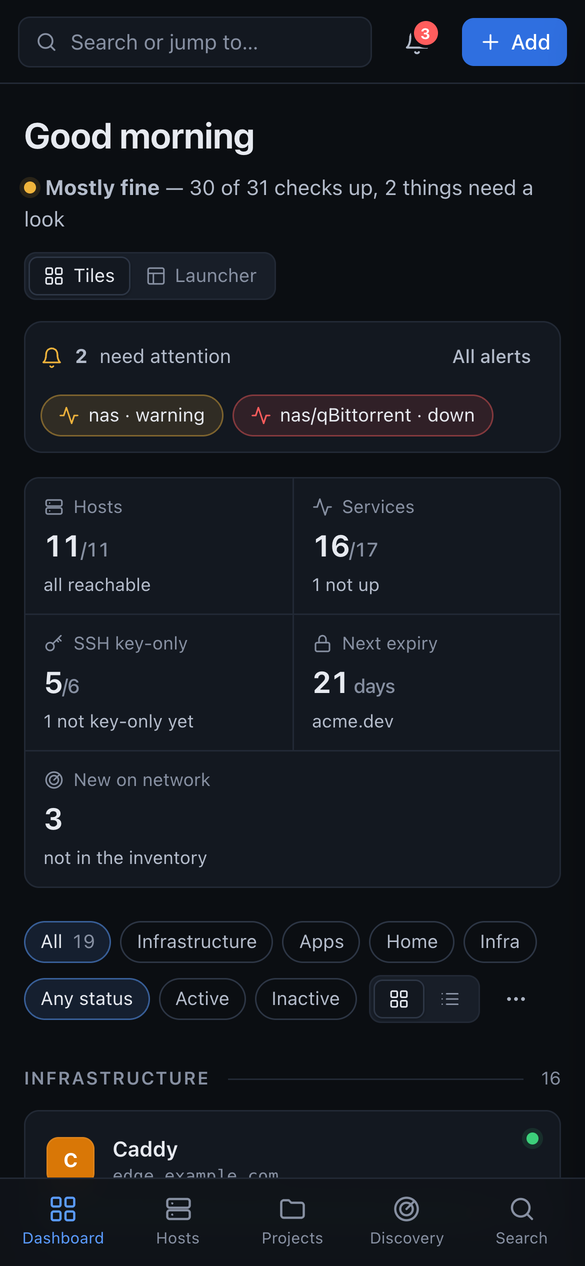 Search or jump to...
3
+ Add
Good morning
Mostly fine — 30 of 31 checks up, 2 things need a
look
Tiles
Launcher
2 need attention
All alerts
nas · warning
nas/qBittorrent · down
Hosts
11/11
all reachable
Services
16/17
1 not up
SSH key-only
5/6
1 not key-only yet
Next expiry
21 days
acme.dev
New on network
3
not in the inventory
All 19
Infrastructure
Apps
Home
Infra
Any status
Active
Inactive
INFRASTRUCTURE
16
C
Caddy
edge.example.com
Dashboard
Hosts
Projects
Discovery
Search